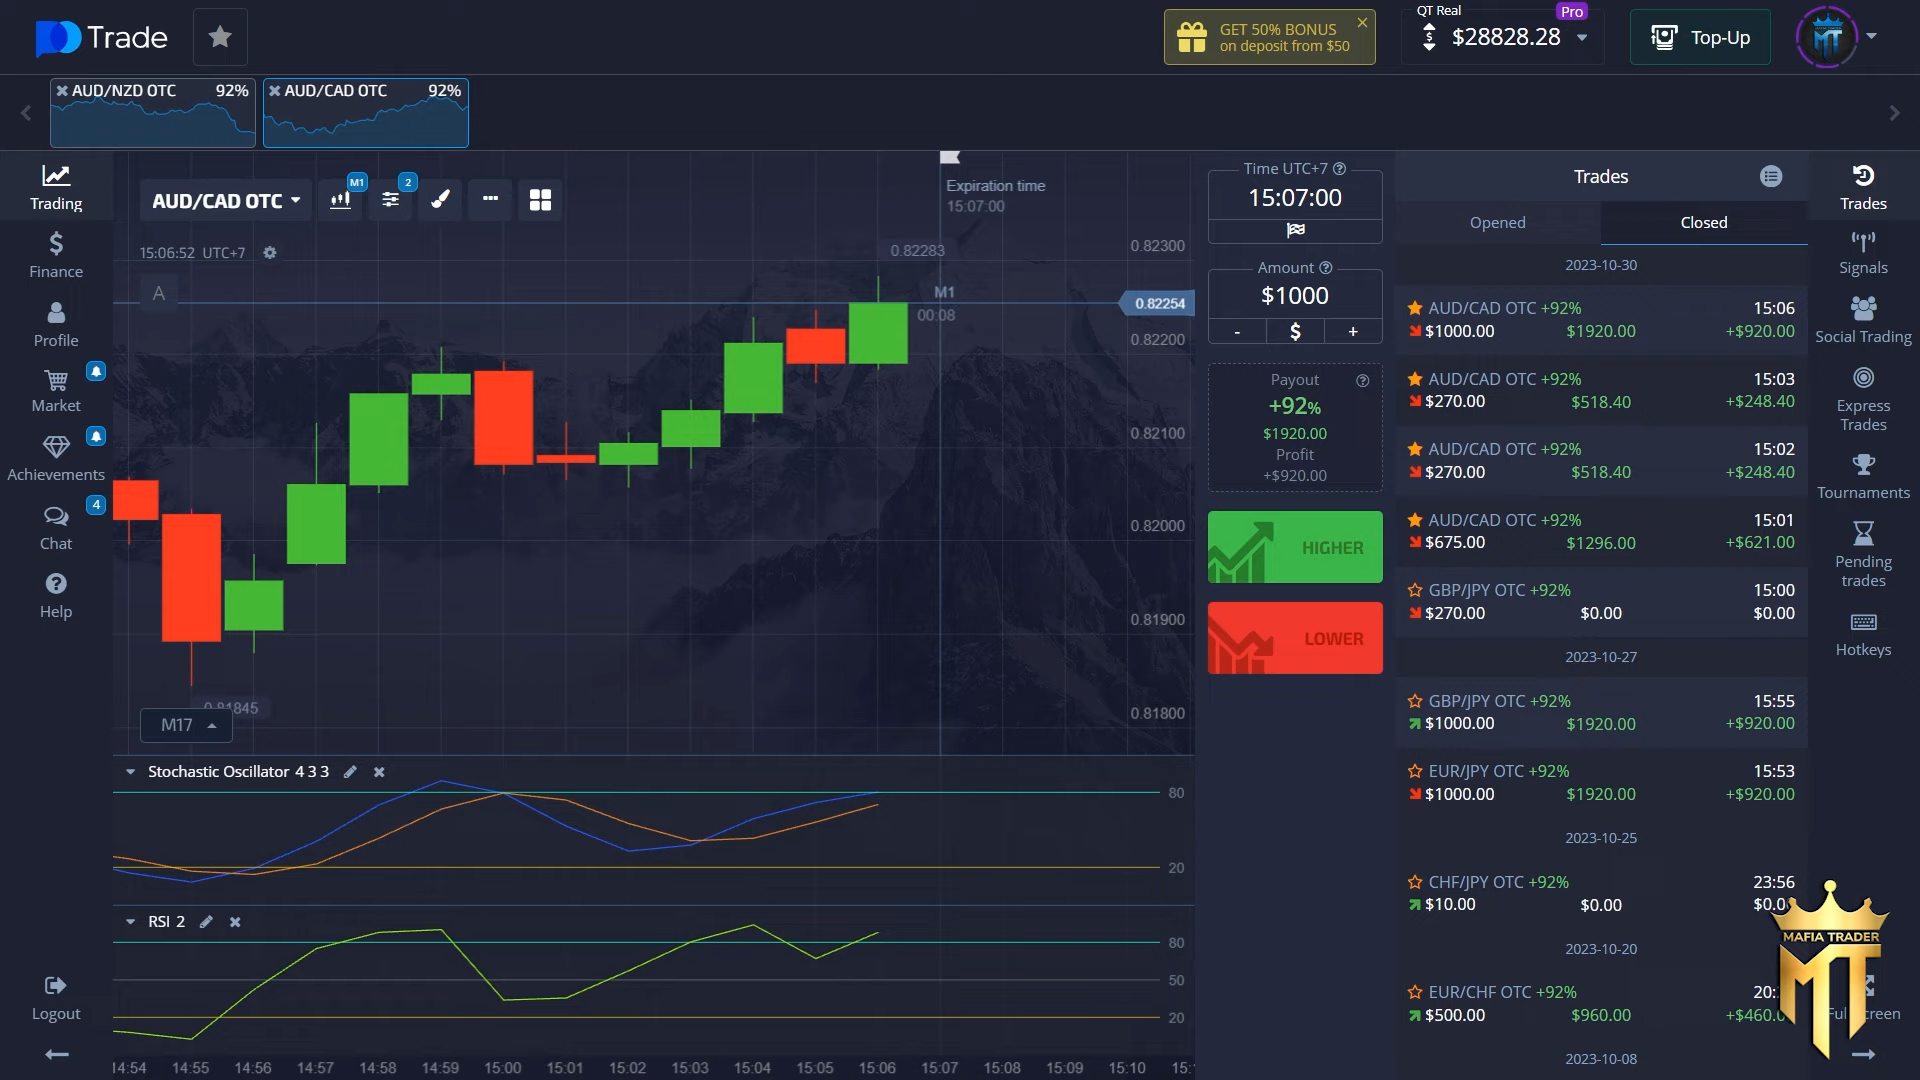 Trade
GET 50% BONUS
on deposit from $50
QT Real
Pro
$28828.28
Top-Up
MT
AUD/NZD OTC 92%
AUD/CAD OTC 92%
Trading
Finance
Profile
Market
Achievements
4
Chat
Help
Logout
AUD/CAD OTC
M1
2
15:06:52 UTC+7
A
Expiration time
15:07:00
0.82283
M1
00:08
0.82300
0.82254
0.82200
0.82100
0.82000
0.81900
0.81800
M17
Stochastic Oscillator 4 3 3
80
20
RSI 2
80
50
20
14:54 14:55 14:56 14:57 14:58 14:59 15:00 15:01 15:02 15:03 15:04 15:05 15:06 15:07 15:08 15:09 15:10
Time UTC+7
15:07:00
Amount
$1000
- $ +
Payout
+92%
$1920.00
Profit
+$920.00
HIGHER
LOWER
Trades
Opened Closed
2023-10-30
AUD/CAD OTC +92% 15:06
$1000.00 $1920.00 +$920.00
AUD/CAD OTC +92% 15:03
$270.00 $518.40 +$248.40
AUD/CAD OTC +92% 15:02
$270.00 $518.40 +$248.40
AUD/CAD OTC +92% 15:01
$675.00 $1296.00 +$621.00
GBP/JPY OTC +92% 15:00
$270.00 $0.00 $0.00
2023-10-27
GBP/JPY OTC +92% 15:55
$1000.00 $1920.00 +$920.00
EUR/JPY OTC +92% 15:53
$1000.00 $1920.00 +$920.00
2023-10-25
CHF/JPY OTC +92% 23:56
$10.00 $0.00
2023-10-20
EUR/CHF OTC +92%
$500.00 $960.00
2023-10-08
Trades
Signals
Social Trading
Express
Trades
Tournaments
Pending
trades
Hotkeys
MAFIA TRADER
MT